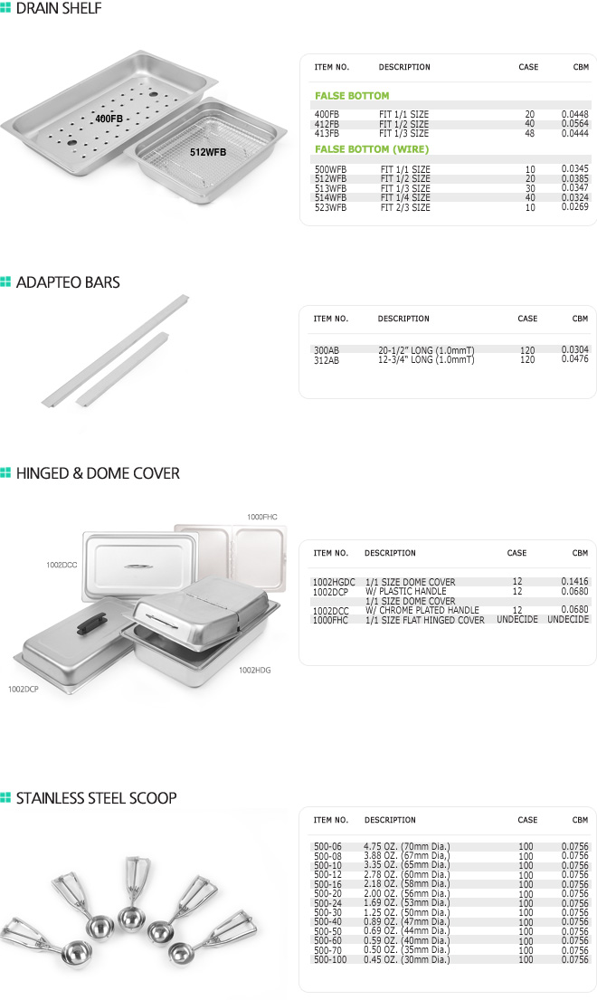 DRAIN SHELF
400FB
512WFB
ITEM NO. DESCRIPTION CASE CBM
FALSE BOTTOM
400FB FIT 1/1 SIZE 20 0.0448
412FB FIT 1/2 SIZE 40 0.0564
413FB FIT 1/3 SIZE 48 0.0444
FALSE BOTTOM (WIRE)
500WFB FIT 1/1 SIZE 10 0.0345
512WFB FIT 1/2 SIZE 20 0.0385
513WFB FIT 1/3 SIZE 30 0.0347
514WFB FIT 1/4 SIZE 40 0.0324
523WFB FIT 2/3 SIZE 10 0.0269
ADAPTEO BARS
ITEM NO. DESCRIPTION CASE CBM
300AB 20-1/2" LONG (1.0mmT) 120 0.0304
312AB 12-3/4" LONG (1.0mmT) 120 0.0476
HINGED & DOME COVER
1000FHC
1002DCC
1002HDG
1002DCP
ITEM NO. DESCRIPTION CASE CBM
1002HGDC 1/1 SIZE DOME COVER 12 0.1416
1002DCP W/ PLASTIC HANDLE 12 0.0680
1/1 SIZE DOME COVER
1002DCC W/ CHROME PLATED HANDLE 12 0.0680
1000FHC 1/1 SIZE FLAT HINGED COVER UNDECIDE UNDECIDE
STAINLESS STEEL SCOOP
ITEM NO. DESCRIPTION CASE CBM
500-06 4.75 OZ. (70mm Dia.) 100 0.0756
500-08 3.88 OZ. (67mm Dia,) 100 0.0756
500-10 3.35 OZ. (65mm Dia.) 100 0.0756
500-12 2.78 OZ. (60mm Dia.) 100 0.0756
500-16 2.18 OZ. (58mm Dia.) 100 0.0756
500-20 2.00 OZ. (56mm Dia.) 100 0.0756
500-24 1.69 OZ. (53mm Dia.) 100 0.0756
500-30 1.25 OZ. (50mm Dia.) 100 0.0756
500-40 0.89 OZ. (47mm Dia.) 100 0.0756
500-50 0.69 OZ. (44mm Dia.) 100 0.0756
500-60 0.59 OZ. (40mm Dia.) 100 0.0756
500-70 0.50 OZ. (35mm Dia.) 100 0.0756
500-100 0.45 OZ. (30mm Dia.) 100 0.0756